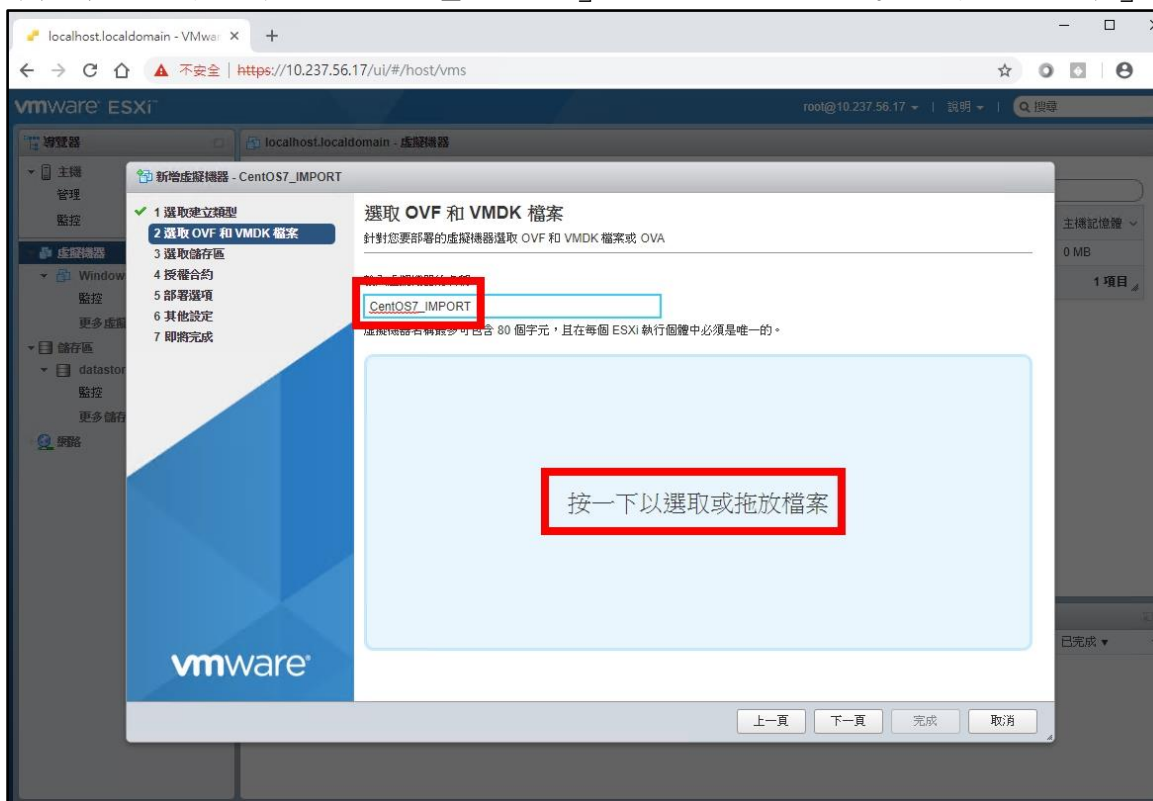 localhost.localdomain - VMwar
不安全 | https://10.237.56.17/ui/#/host/vms
vmware ESXi™
root@10.237.56.17 | 說明 | 搜尋
導覽器
localhost.localdomain - 虛擬機器
主機
管理
監控
虛擬機器
Window
監控
更多虛擬
儲存區
datastor
監控
更多儲存
網路
主機記憶體
0 MB
1 項目
已完成
新增虛擬機器 - CentOS7_IMPORT
1 選取建立類型
2 選取 OVF 和 VMDK 檔案
3 選取儲存區
4 授權合約
5 部署選項
6 其他設定
7 即將完成
vmware®
選取 OVF 和 VMDK 檔案
針對您要部署的虛擬機器選取 OVF 和 VMDK 檔案或 OVA
CentOS7_IMPORT
虛擬機器名稱最多可包含 80 個字元，且在每個 ESXi 執行個體中必須是唯一的。
按一下以選取或拖放檔案
上一頁
下一頁
完成
取消